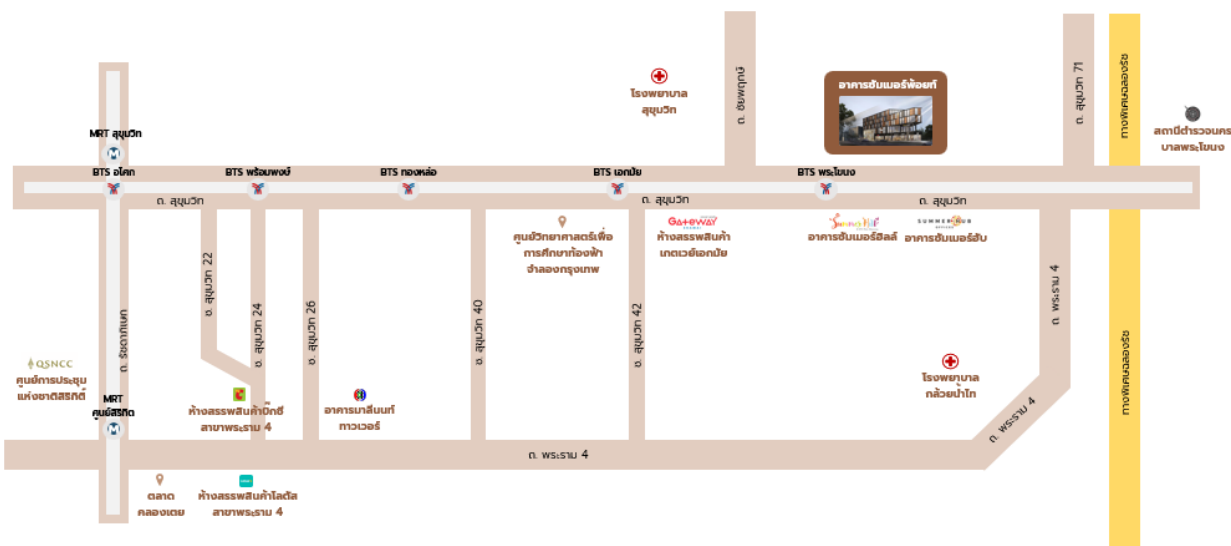 อาคารซัมเมอร์พ้อยท์
โรงพยาบาล
สุขุมวิท
ถ. ชัยพฤกษ์
ถ. สุขุมวิท 71
ทางพิเศษฉลองรัช
สถานีตำรวจนคร
บาลพระโขนง
MRT สุขุมวิท
BTS อโศก
BTS พร้อมพงษ์
BTS ทองหล่อ
BTS เอกมัย
BTS พระโขนง
ถ. สุขุมวิท
ถ. สุขุมวิท
ถ. สุขุมวิท
ศูนย์วิทยาศาสตร์เพื่อ
การศึกษาท้องฟ้า
จำลองกรุงเทพ
GATEWAY
ห้างสรรพสินค้า
เกตเวย์เอกมัย
Summer Hill
อาคารซัมเมอร์ฮิลล์
SUMMER HUB
อาคารซัมเมอร์ฮับ
ซ. สุขุมวิท 22
ซ. สุขุมวิท 24
ซ. สุขุมวิท 26
ซ. สุขุมวิท 40
ซ. สุขุมวิท 42
ถ. พระราม 4
ถ. รัชดาภิเษก
QSNCC
ศูนย์การประชุม
แห่งชาติสิริกิติ์
MRT
ศูนย์สิริกิต
ห้างสรรพสินค้าบิ๊กซี
สาขาพระราม 4
อาคารมาลีนนท์
ทาวเวอร์
โรงพยาบาล
กล้วยน้ำไท
ถ. พระราม 4
ทางพิเศษฉลองรัช
ถ. พระราม 4
ตลาด
คลองเตย
ห้างสรรพสินค้าโลตัส
สาขาพระราม 4